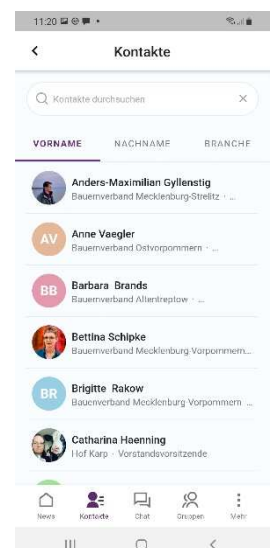 11:20
Kontakte
Kontakte durchsuchen
VORNAME NACHNAME BRANCHE
Anders-Maximilian Gyllenstig
Bauernverband Mecklenburg-Strelitz · ...
AV
Anne Vaegler
Bauernverband Ostvorpommern · ...
BB
Barbara Brands
Bauernverband Altentreptow · ...
Bettina Schipke
Bauernverband Mecklenburg-Vorpommern...
BR
Brigitte Rakow
Bauernverband Mecklenburg-Vorpommern ...
Catharina Haenning
Hof Karp · Vorstandsvorsitzende
News Kontakte Chat Gruppen Mehr